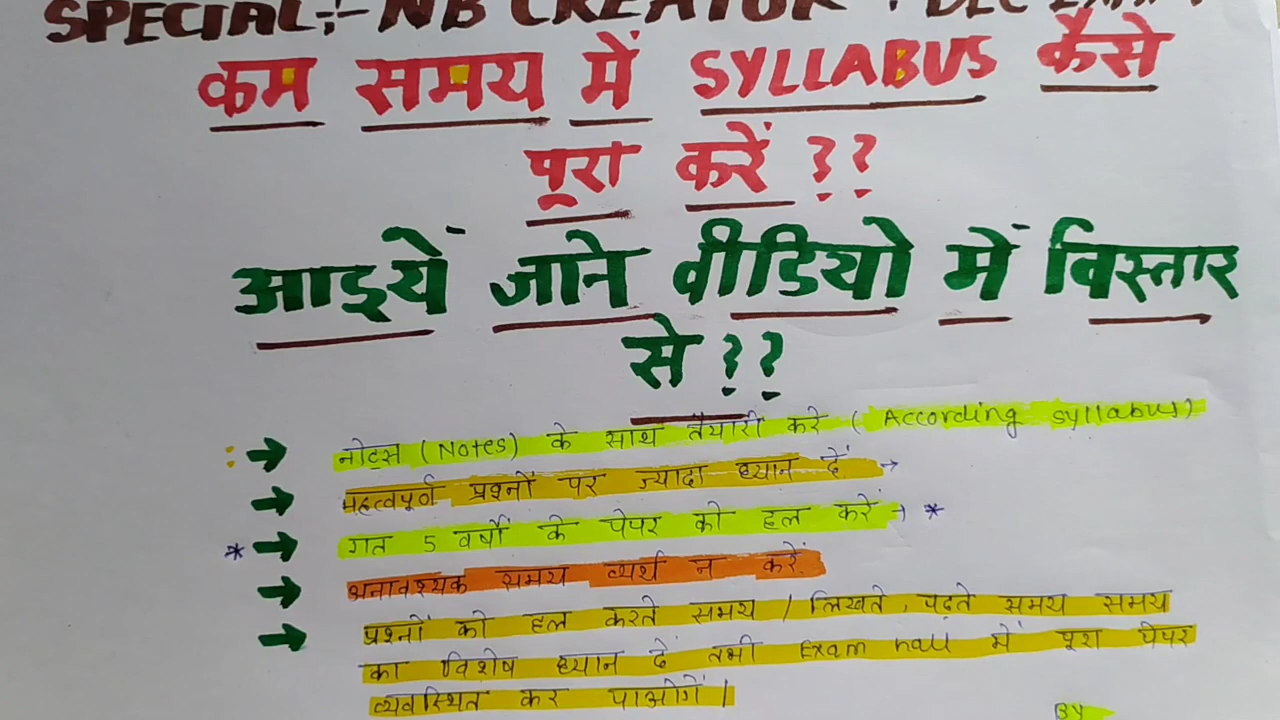 SPECIAL:- NB CREATOR
कम समय में SYLLABUS कैसे
पूरा करें ??
आइयें जाने वीडियो में विस्तार
से ??
नोट्स (Notes) के साथ तैयारी करे ( According syllabus)
महत्वपूर्ण प्रश्नों पर ज्यादा ध्यान दें →
* गत 5 वर्षों के पेपर को हल करें → *
अनावश्यक समय व्यर्थ न करें.
प्रश्नों को हल करते समय / लिखते, पढ़ते समय समय
का विशेष ध्यान दें तभी Exam hall में पूरा पेपर
व्यवस्थित कर पाओगें |
BY